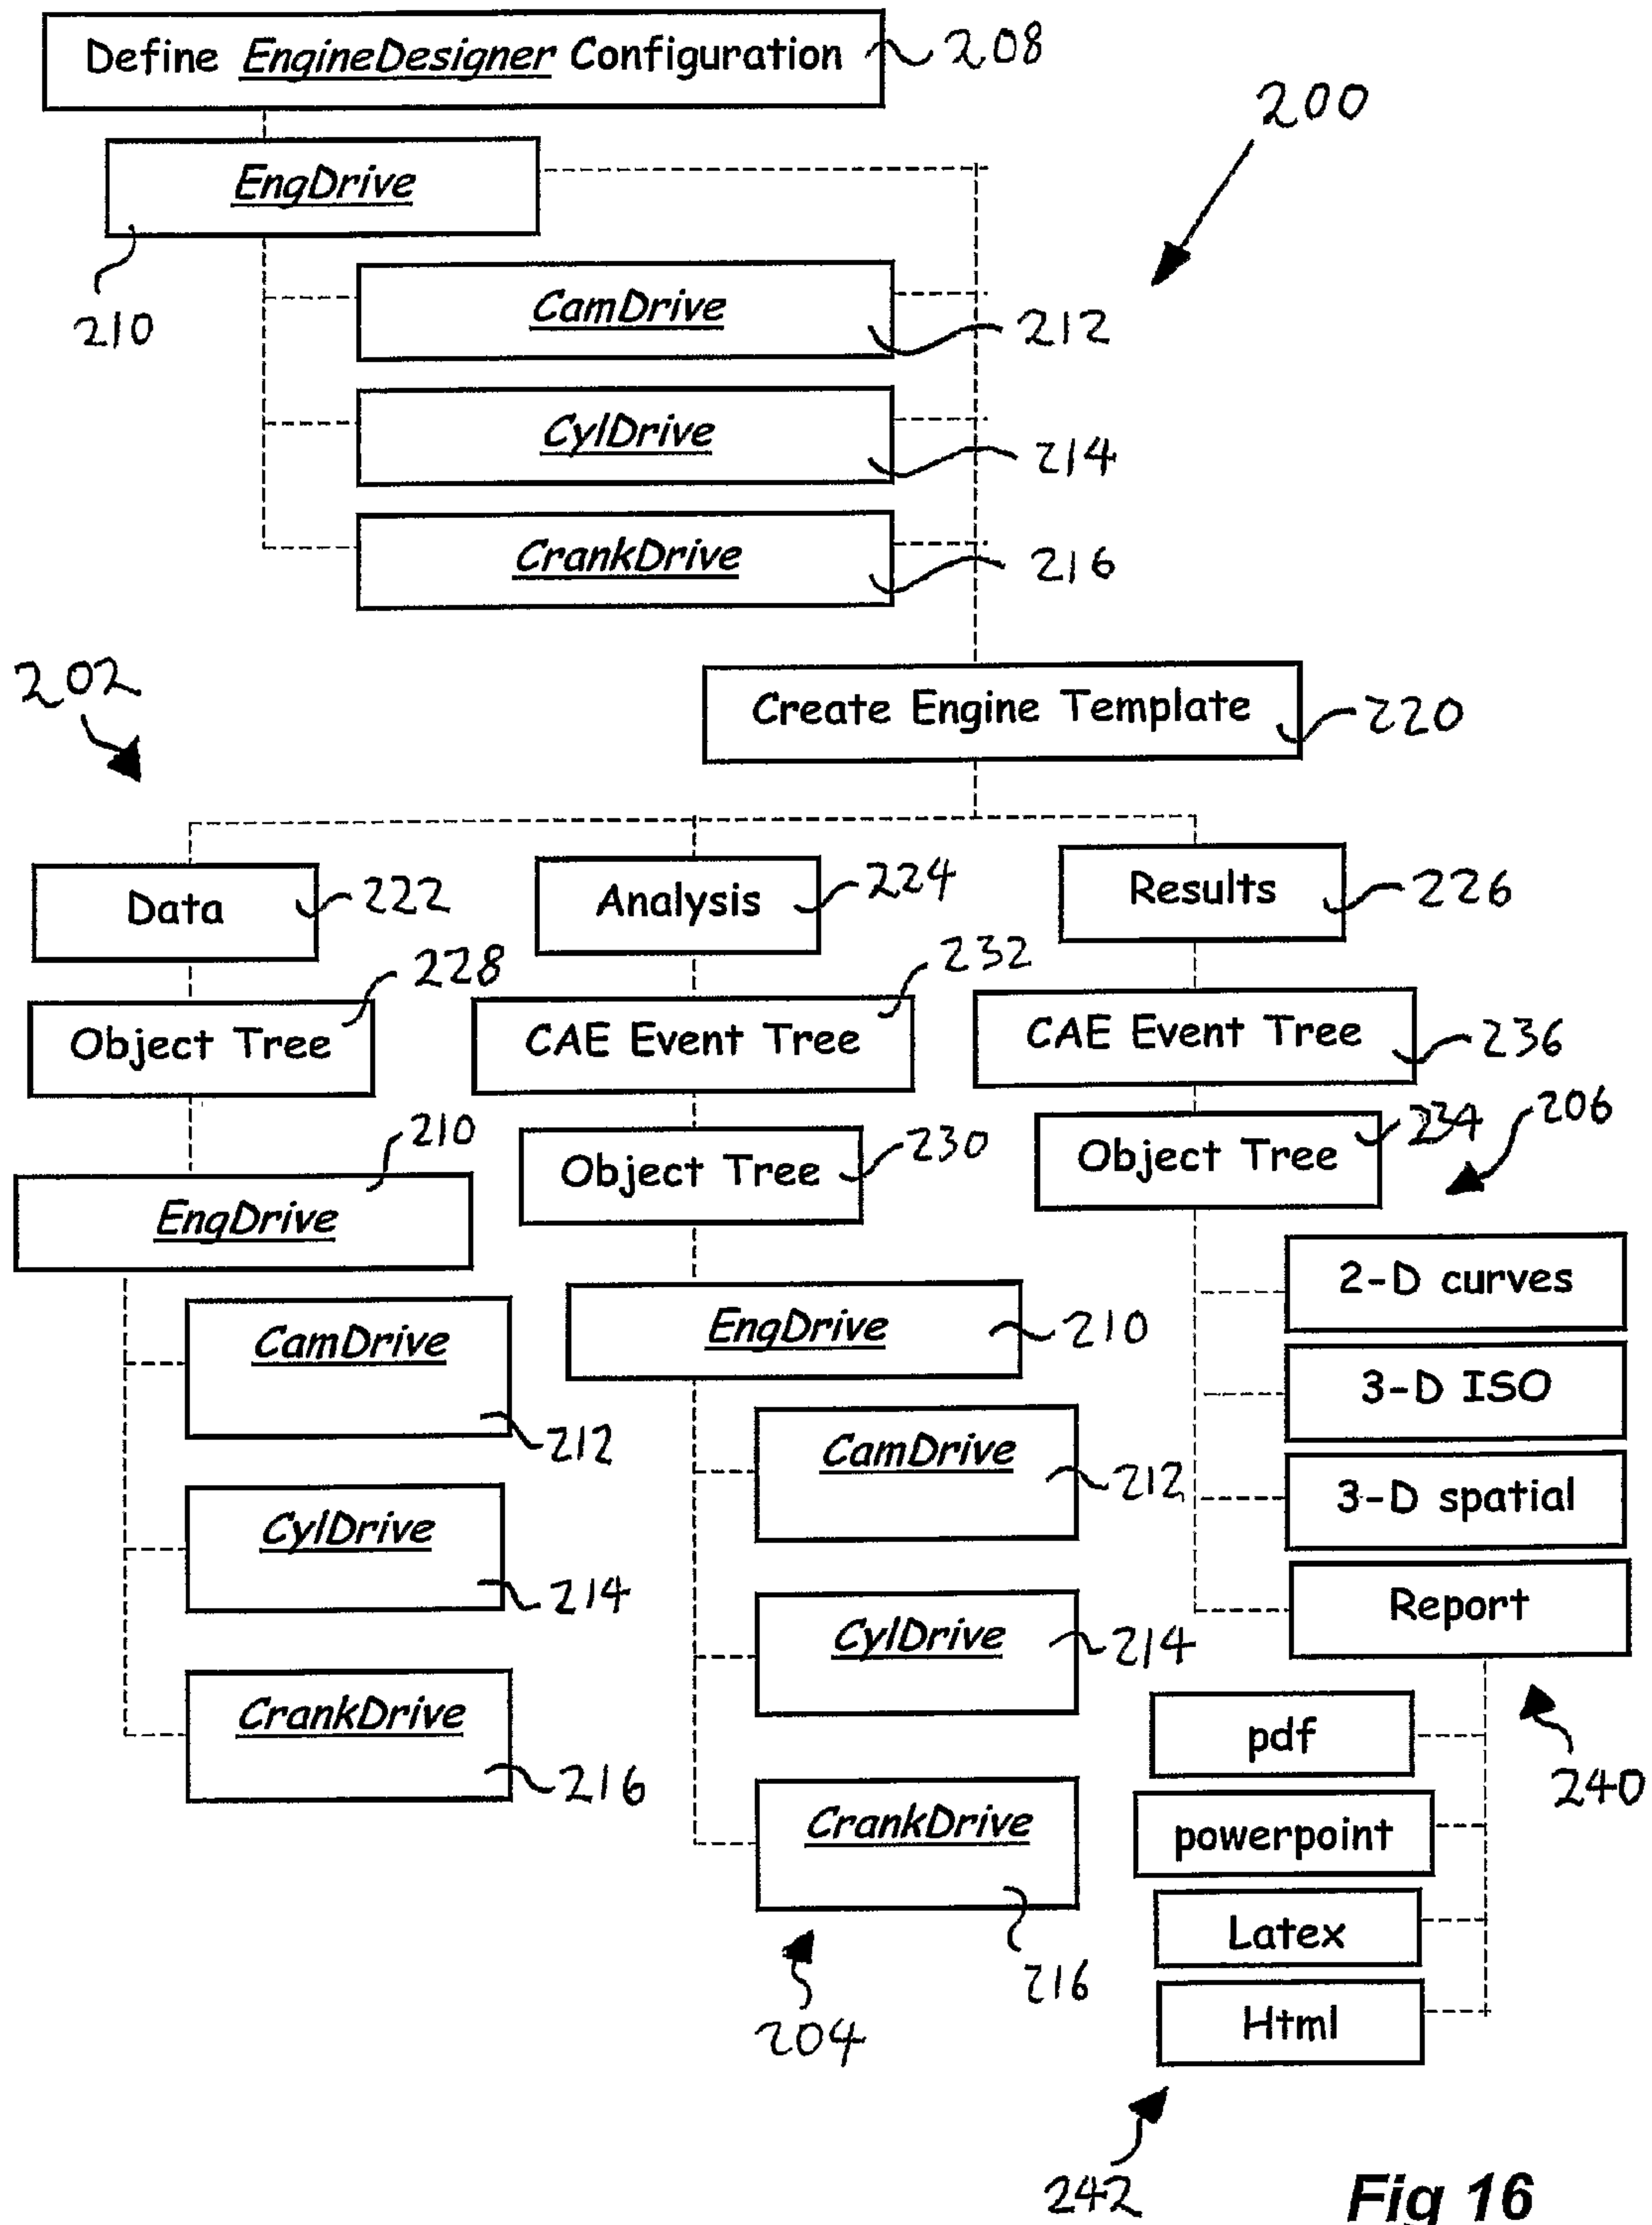 Define EngineDesigner Configuration 208
200
EngDrive
210
CamDrive
212
CylDrive
214
CrankDrive
216
202
Create Engine Template 220
Data 222
Analysis 224
Results 226
Object Tree 228
CAE Event Tree 232
CAE Event Tree 236
206
EngDrive 210
Object Tree 230
Object Tree 234
2-D curves
EngDrive 210
3-D ISO
CamDrive 212
CamDrive 212
3-D spatial
CylDrive 214
CylDrive 214
Report
240
CrankDrive 216
CrankDrive
216
pdf
powerpoint
Latex
Html
204
242
Fig 16